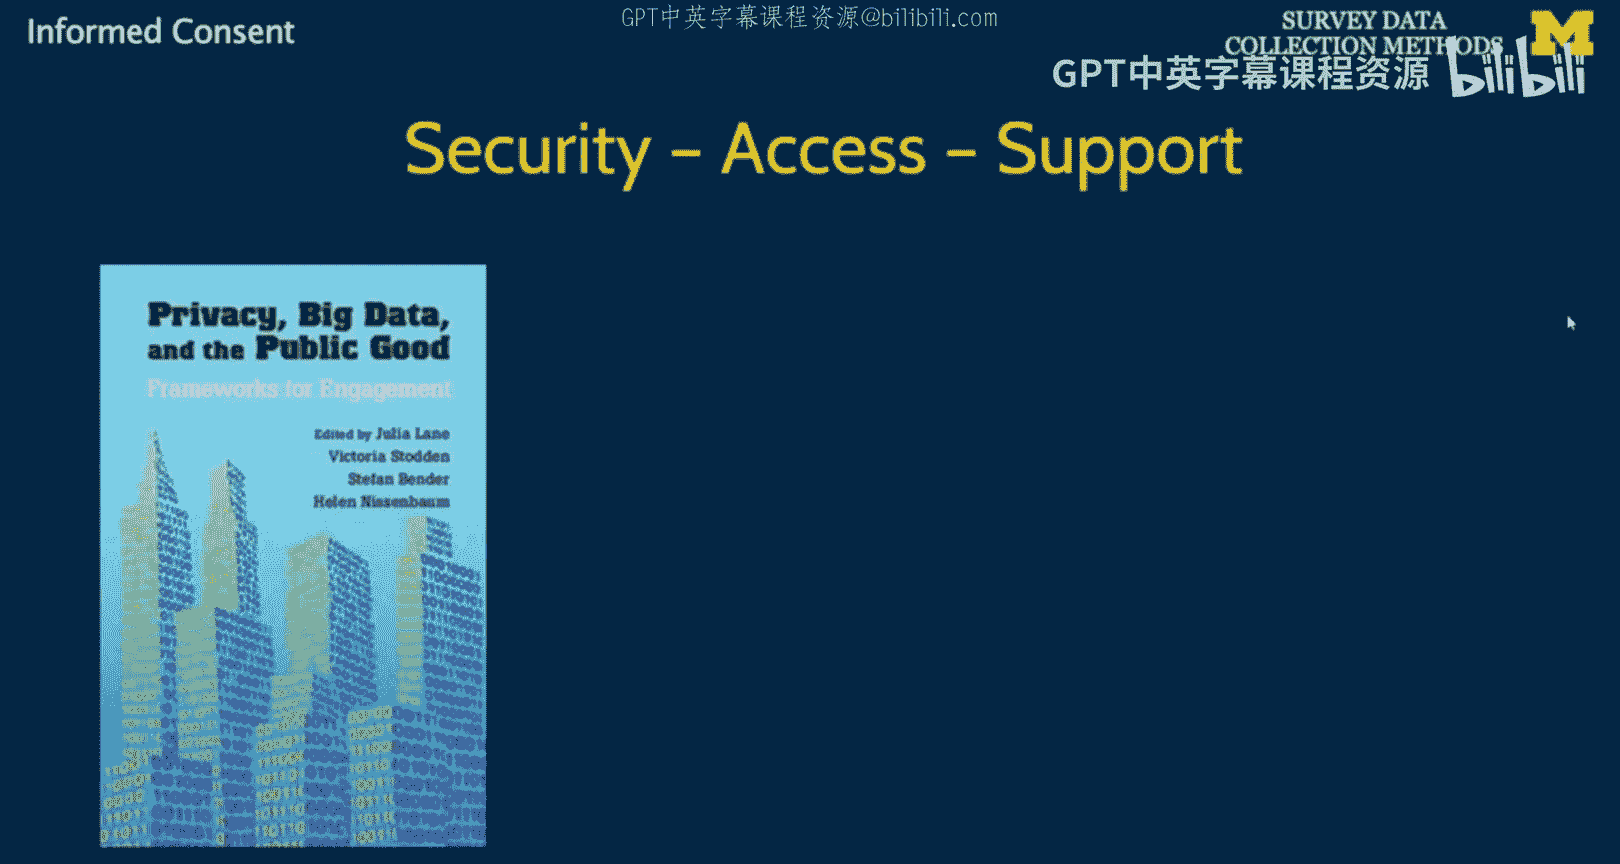 Informed Consent
GPT中英字幕课程资源@bilibili.com
SURVEY DATA
COLLECTION METHODS
M
GPT中英字幕课程资源 bilibili
Security – Access – Support
Privacy, Big Data,
and the Public Good
Frameworks for Engagement
Edited by Julia Lane
Victoria Stodden
Stefan Bender
Helen Nissenbaum